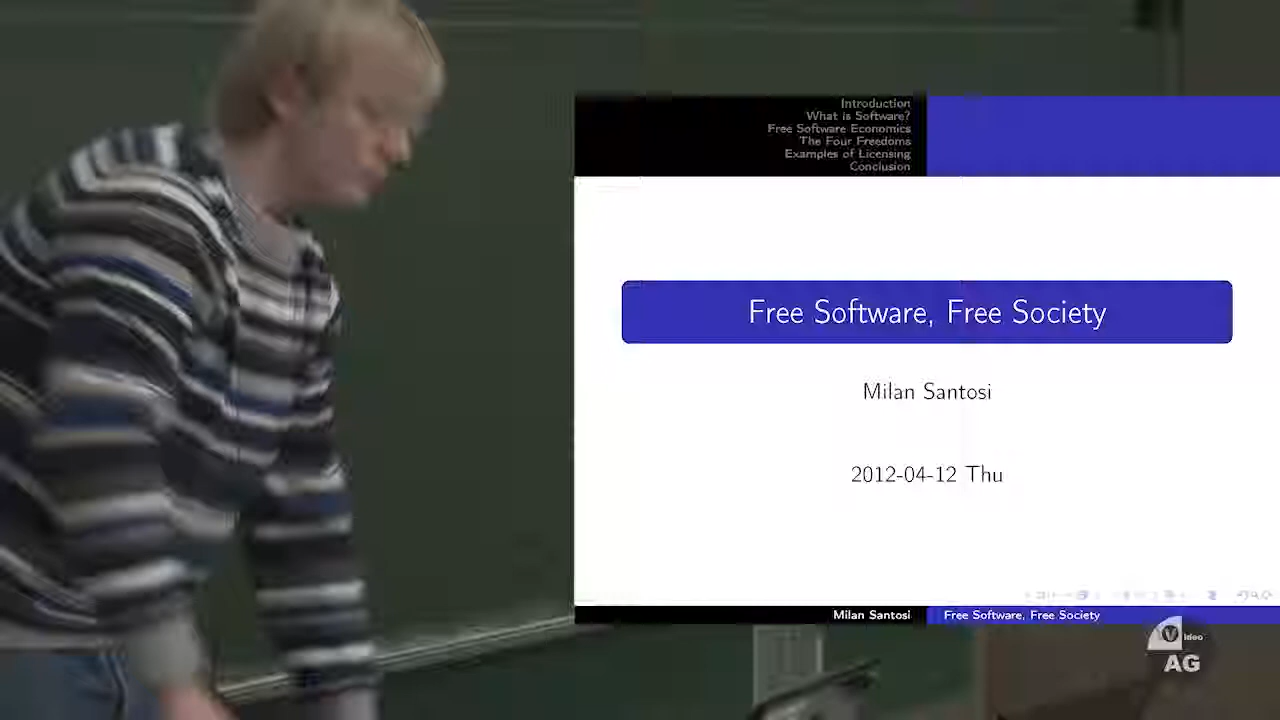 Introduction
What is Software?
Free Software Economics
The Four Freedoms
Examples of Licensing
Conclusion
Free Software, Free Society
Milan Santosi
2012-04-12 Thu
Milan Santosi
Free Software, Free Society
Video
AG